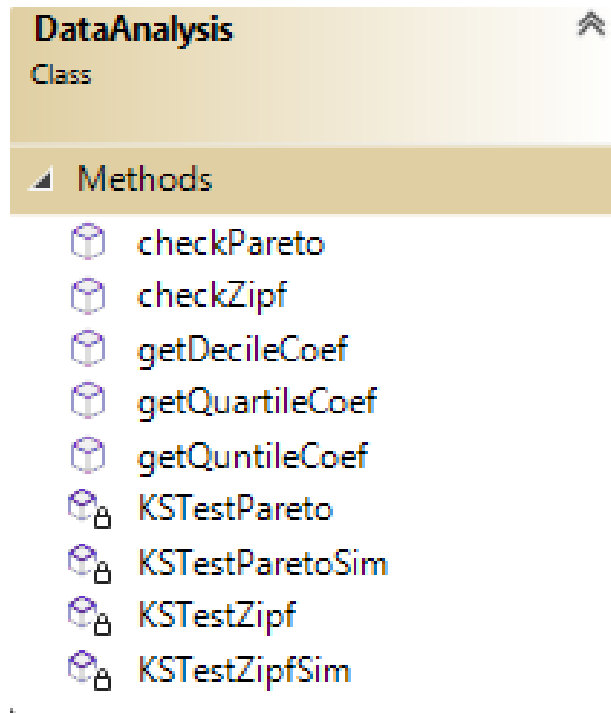 DataAnalysis
Class
Methods
checkPareto
checkZipf
getDecileCoef
getQuartileCoef
getQuntileCoef
KSTestPareto
KSTestParetoSim
KSTestZipf
KSTestZipfSim